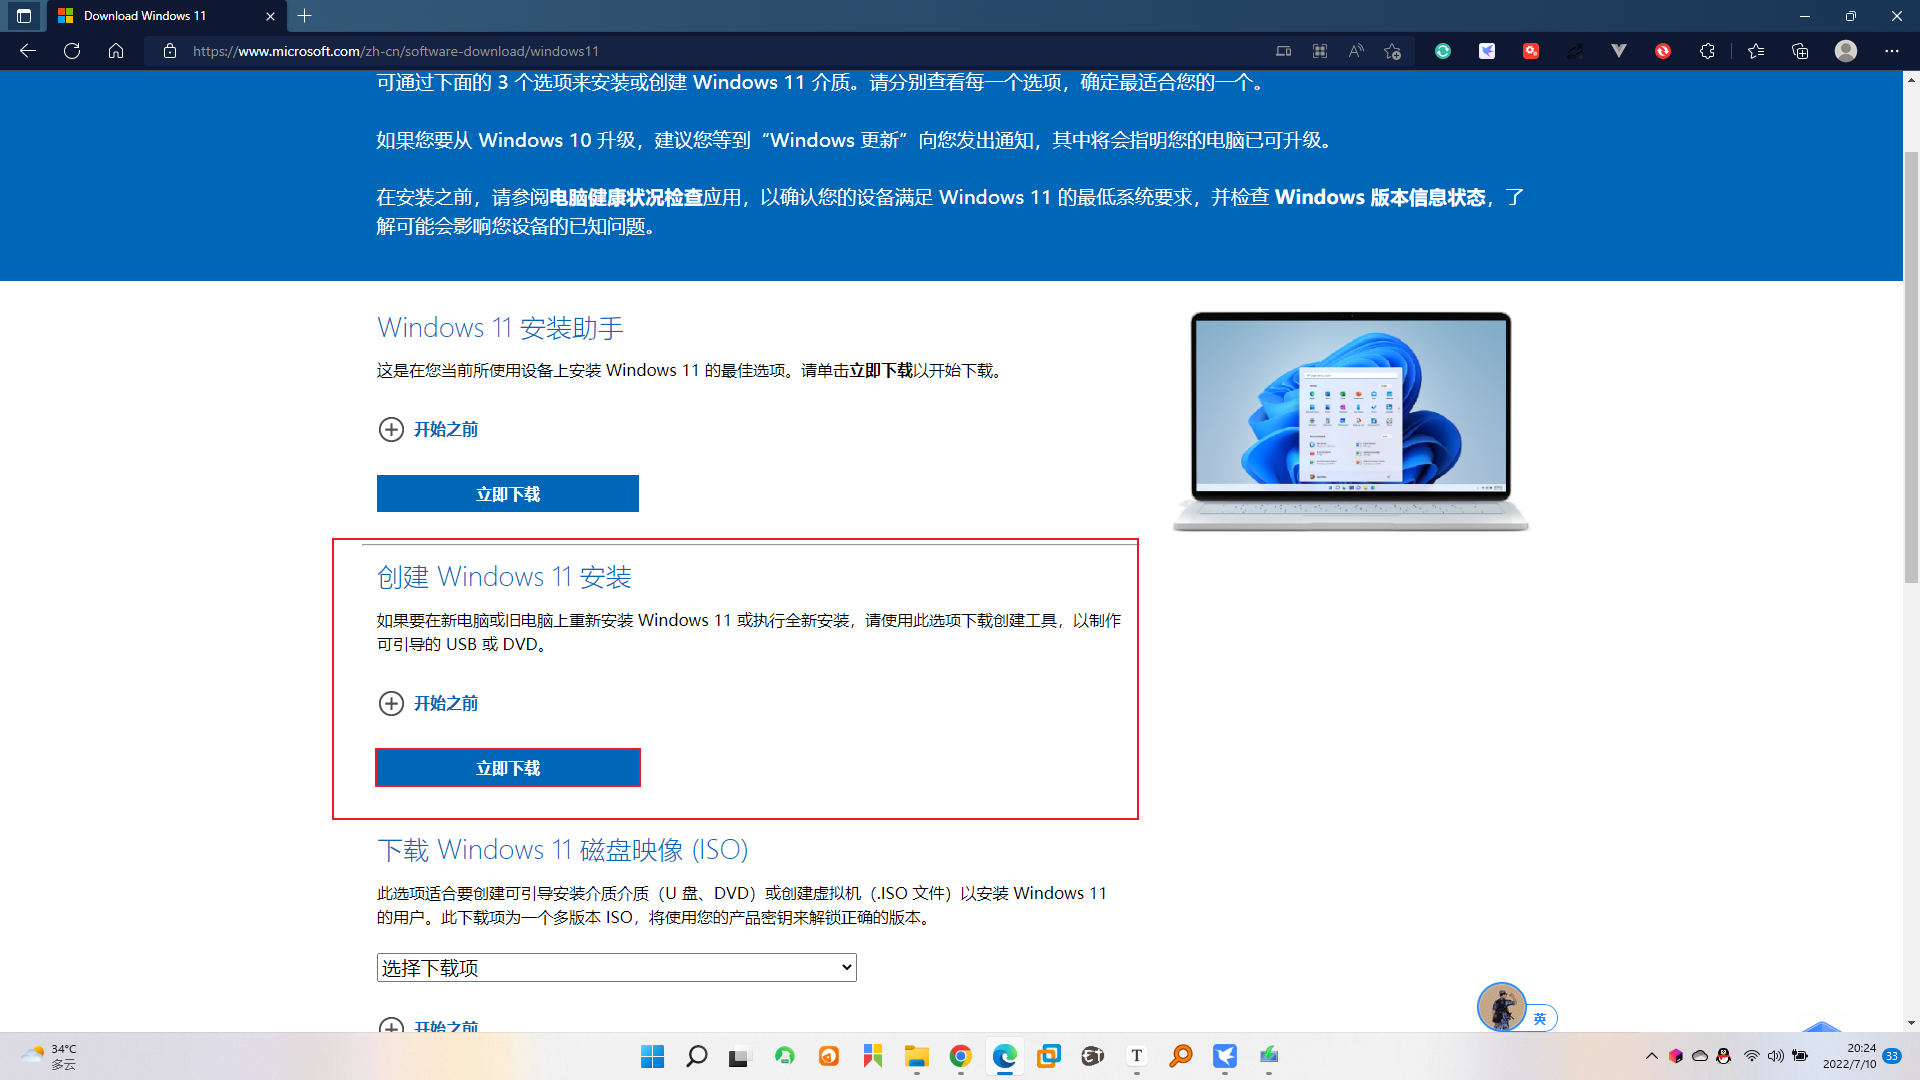 Download Windows 11
https://www.microsoft.com/zh-cn/software-download/windows11
可通过下面的 3 个选项来安装或创建 Windows 11 介质。请分别查看每一个选项，确定最适合您的一个。
如果您要从 Windows 10 升级，建议您等到“Windows 更新”向您发出通知，其中将会指明您的电脑已可升级。
在安装之前，请参阅电脑健康状况检查应用，以确认您的设备满足 Windows 11 的最低系统要求，并检查 Windows 版本信息状态，了
解可能会影响您设备的已知问题。
Windows 11 安装助手
这是在您当前所使用设备上安装 Windows 11 的最佳选项。请单击立即下载以开始下载。
开始之前
立即下载
创建 Windows 11 安装
如果要在新电脑或旧电脑上重新安装 Windows 11 或执行全新安装，请使用此选项下载创建工具，以制作
可引导的 USB 或 DVD。
开始之前
立即下载
下载 Windows 11 磁盘映像 (ISO)
此选项适合要创建可引导安装介质介质（U 盘、DVD）或创建虚拟机（.ISO 文件）以安装 Windows 11
的用户。此下载项为一个多版本 ISO，将使用您的产品密钥来解锁正确的版本。
选择下载项
开始之前
英
34°C
多云
20:24
2022/7/10
33